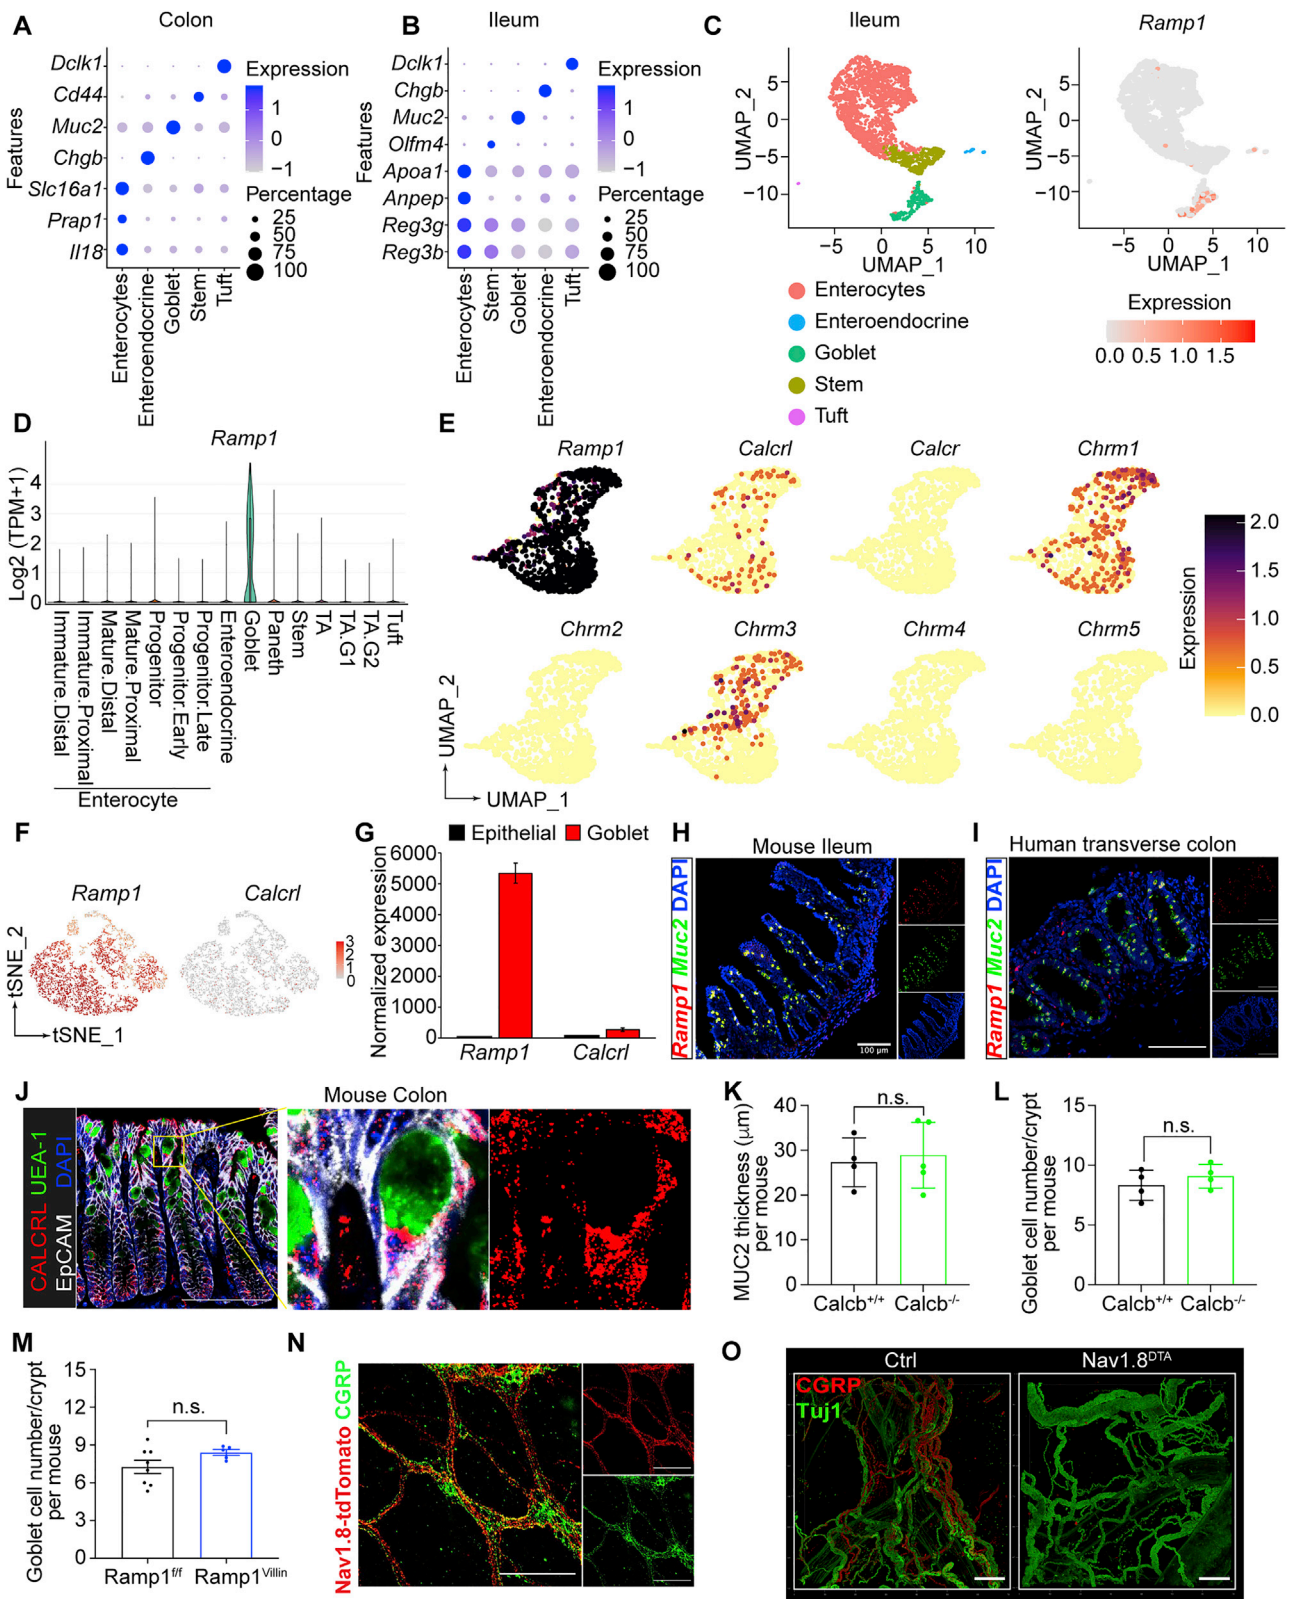 A
Colon
Features
Dclk1
Cd44
Muc2
Chgb
Slc16a1
Prap1
Il18
Enterocytes
Enteroendocrine
Goblet
Stem
Tuft
Expression
1
0
−1
Percentage
25
50
75
100
B
Ileum
Features
Dclk1
Chgb
Muc2
Olfm4
Apoa1
Anpep
Reg3g
Reg3b
Enterocytes
Stem
Goblet
Enteroendocrine
Tuft
Expression
1
0
−1
Percentage
25
50
75
100
C
Ileum
UMAP_2
5
0
−5
−10
−5 0 5 10
UMAP_1
Enterocytes
Enteroendocrine
Goblet
Stem
Tuft
Ramp1
UMAP_2
5
0
−5
−10
−5 0 5 10
UMAP_1
Expression
0.0 0.5 1.0 1.5
D
Ramp1
Log2 (TPM+1)
4
3
2
1
0
Immature.Distal
Immature.Proximal
Mature.Distal
Mature.Proximal
Progenitor
Progenitor.Early
Progenitor.Late
Enteroendocrine
Goblet
Paneth
Stem
TA
TA.G1
TA.G2
Tuft
Enterocyte
E
Ramp1 Calcrl Calcr Chrm1
Chrm2 Chrm3 Chrm4 Chrm5
UMAP_2
UMAP_1
Expression
2.0
1.5
1.0
0.5
0.0
F
Ramp1 Calcrl
tSNE_2
tSNE_1
3
2
1
0
G
Epithelial Goblet
Normalized expression
6000
5000
4000
3000
2000
1000
0
Ramp1 Calcrl
H
Mouse Ileum
Ramp1 Muc2 DAPI
100 µm
I
Human transverse colon
Ramp1 Muc2 DAPI
J
Mouse Colon
CALCRL UEA-1
EpCAM DAPI
K
MUC2 thickness (µm)
per mouse
40
30
20
10
0
n.s.
Calcb+/+ Calcb-/-
L
Goblet cell number/crypt
per mouse
15
10
5
0
n.s.
Calcb+/+ Calcb-/-
M
Goblet cell number/crypt
per mouse
15
12
9
6
3
0
n.s.
Ramp1f/f Ramp1Villin
N
Nav1.8-tdTomato CGRP
O
Ctrl
Nav1.8DTA
CGRP
Tuj1